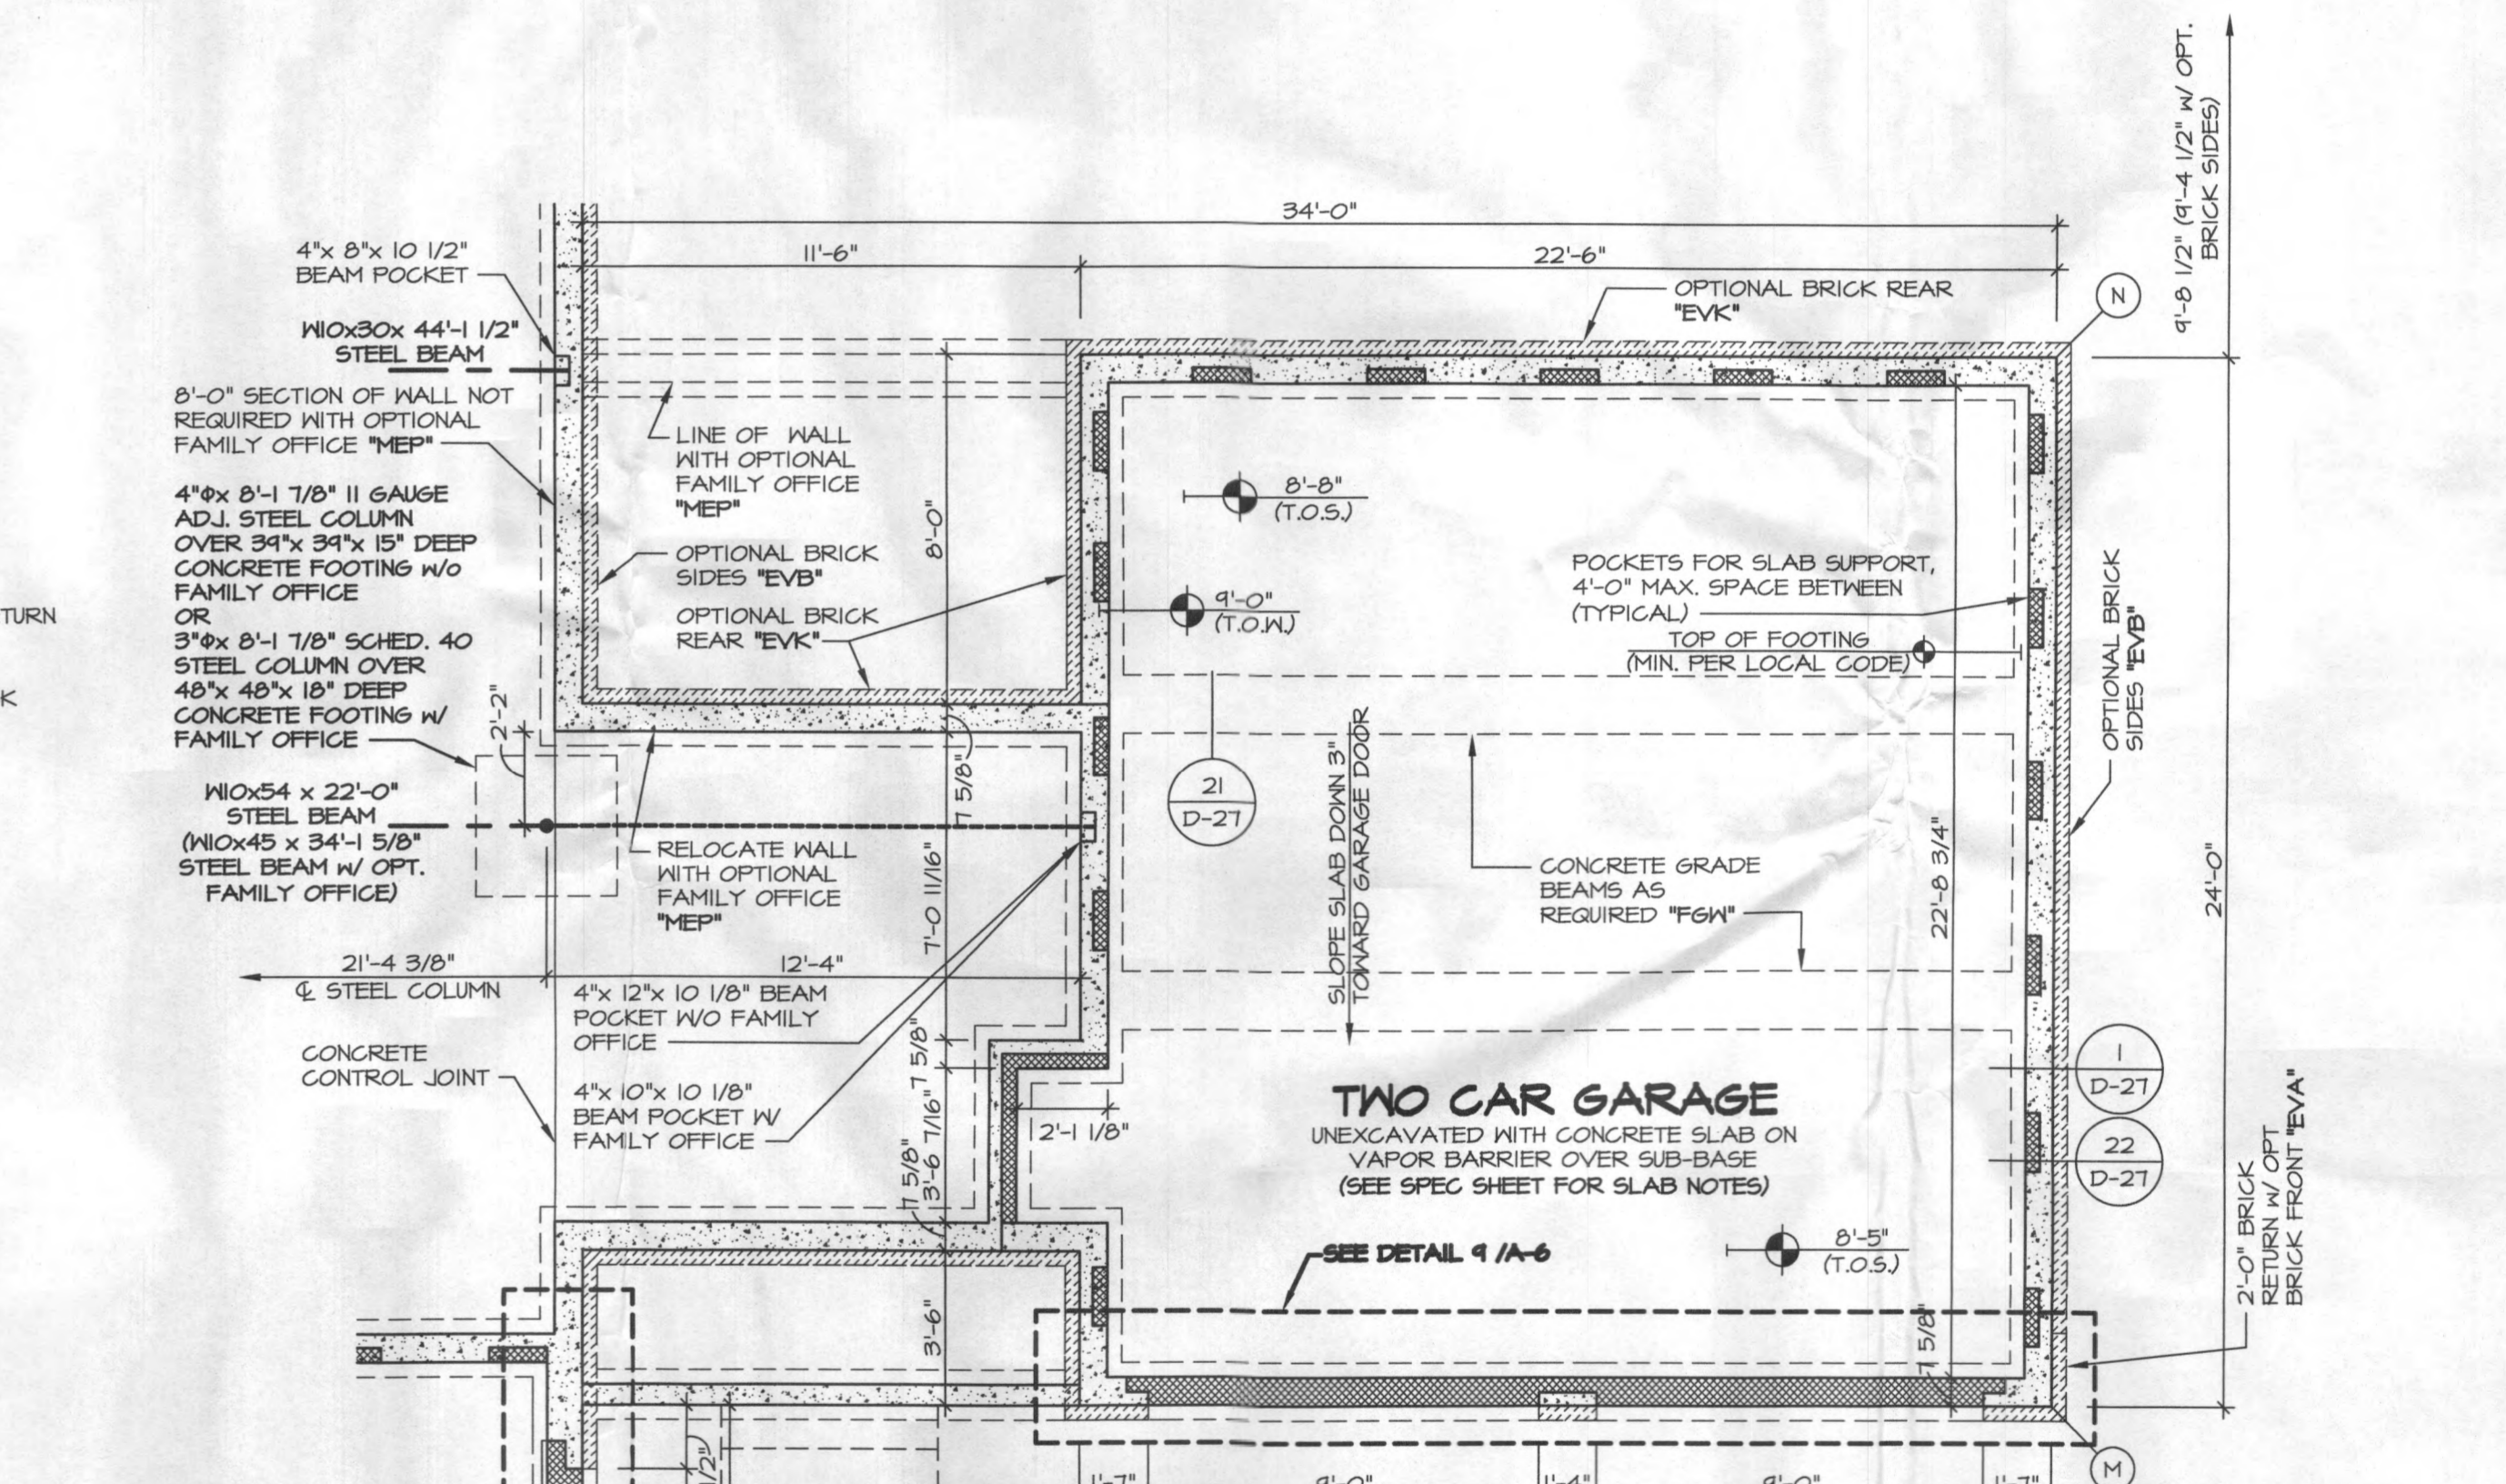 34'-0"
11'-6"
22'-6"
9'-8 1/2" (9'-4 1/2" W/ OPT.
BRICK SIDES)
4"x 8"x 10 1/2"
BEAM POCKET
W10x30x 44'-1 1/2"
STEEL BEAM
8'-0" SECTION OF WALL NOT
REQUIRED WITH OPTIONAL
FAMILY OFFICE "MEP"
4"Φx 8'-1 7/8" 11 GAUGE
ADJ. STEEL COLUMN
OVER 39"x 39"x 15" DEEP
CONCRETE FOOTING W/O
FAMILY OFFICE
OR
3"Φx 8'-1 7/8" SCHED. 40
STEEL COLUMN OVER
48"x 48"x 18" DEEP
CONCRETE FOOTING W/
FAMILY OFFICE
TURN
2'-2"
W10x54 x 22'-0"
STEEL BEAM
(W10x45 x 34'-1 5/8"
STEEL BEAM W/ OPT.
FAMILY OFFICE)
21'-4 3/8"
℄ STEEL COLUMN
CONCRETE
CONTROL JOINT
LINE OF WALL
WITH OPTIONAL
FAMILY OFFICE
"MEP"
OPTIONAL BRICK
SIDES "EVB"
OPTIONAL BRICK
REAR "EVK"
8'-0"
7 5/8"
RELOCATE WALL
WITH OPTIONAL
FAMILY OFFICE
"MEP"
7'-0 11/16"
12'-4"
4"x 12"x 10 1/8" BEAM
POCKET W/O FAMILY
OFFICE
4"x 10"x 10 1/8"
BEAM POCKET W/
FAMILY OFFICE
7 5/8"
3'-6 7/16"
7 5/8"
2'-1 1/8"
3'-6"
OPTIONAL BRICK REAR
"EVK"
N
8'-8"
(T.O.S.)
9'-0"
(T.O.W.)
POCKETS FOR SLAB SUPPORT,
4'-0" MAX. SPACE BETWEEN
(TYPICAL)
TOP OF FOOTING
(MIN. PER LOCAL CODE)
21
D-27
SLOPE SLAB DOWN 3"
TOWARD GARAGE DOOR
CONCRETE GRADE
BEAMS AS
REQUIRED "FGW"
22'-8 3/4"
OPTIONAL BRICK
SIDES "EVB"
24'-0"
TWO CAR GARAGE
UNEXCAVATED WITH CONCRETE SLAB ON
VAPOR BARRIER OVER SUB-BASE
(SEE SPEC SHEET FOR SLAB NOTES)
1
D-27
22
D-27
2'-0" BRICK
RETURN W/ OPT
BRICK FRONT "EVA"
SEE DETAIL 9 /A-6
8'-5"
(T.O.S.)
7 5/8"
M
1'-7"
9'-0"
1'-4"
9'-0"
1'-7"